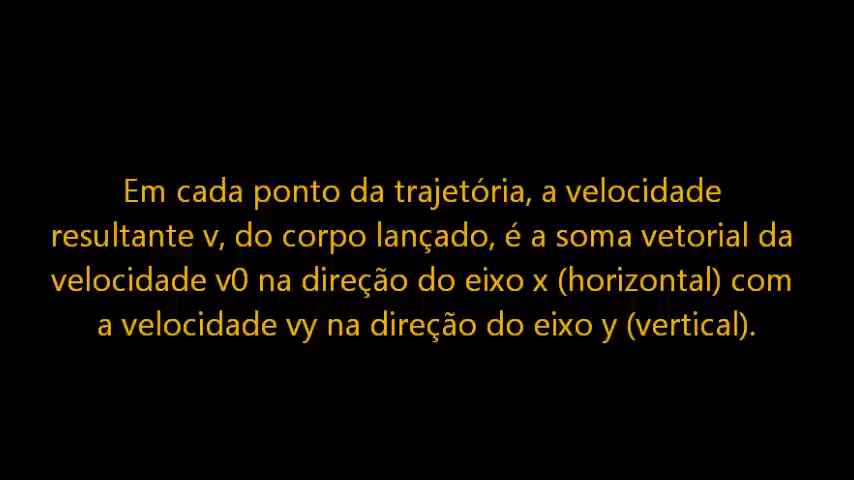 Em cada ponto da trajetória, a velocidade
resultante v, do corpo lançado, é a soma vetorial da
velocidade v0 na direção do eixo x (horizontal) com
a velocidade vy na direção do eixo y (vertical).